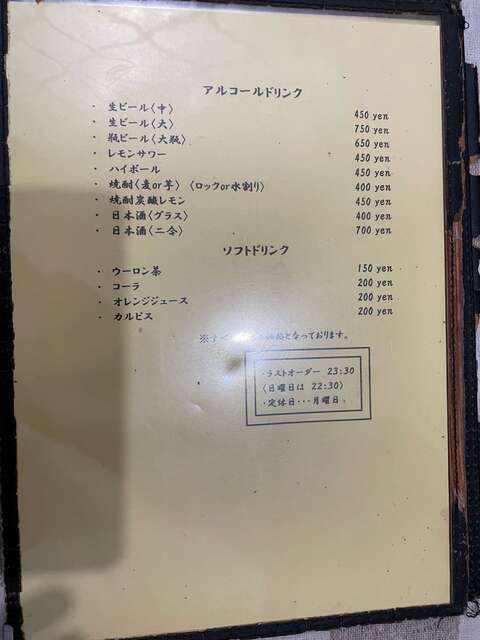 アルコールドリンク
・ 生ビール〈中〉 450 yen
・ 生ビール〈大〉 750 yen
・ 瓶ビール〈大瓶〉 650 yen
・ レモンサワー 450 yen
・ ハイボール 450 yen
・ 焼酎〈麦or芋〉〈ロックor水割り〉 400 yen
・ 焼酎炭酸レモン 450 yen
・ 日本酒〈グラス〉 400 yen
・ 日本酒〈二合〉 700 yen
ソフトドリンク
・ ウーロン茶 150 yen
・ コーラ 200 yen
・ オレンジジュース 200 yen
・ カルピス 200 yen
※すべ となっております。
・ラストオーダー 23:30
〈日曜日は 22:30〉
・定休日・・・月曜日。